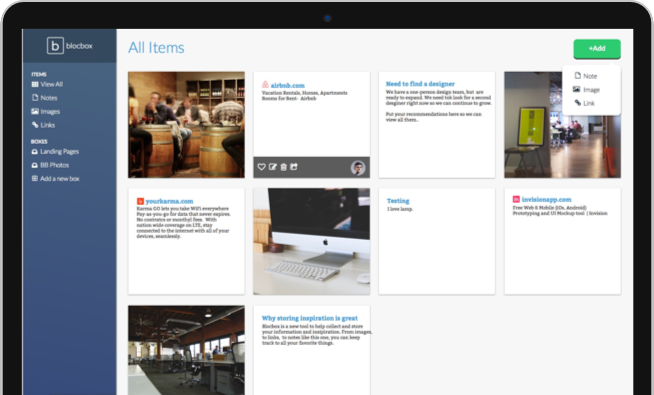 b blocbox
All Items
+Add
Note
Image
Link
ITEMS
View All
Notes
Images
Links
BOXES
Landing Pages
BB Photos
Add a new box
airbnb.com
Vacation Rentals, Homes, Apartments
Rooms for Rent- Airbnb
Need to find a designer
We have a one-person design team, but are
ready to expand. We need tok look for a second
desginer right now so we can continue to grow.
Put your recommendations here so we can
view all them.
yourkarma.com
Karma GO lets you take WiFi everywhere
Pay-as-you-go for data that never expires.
No contratcs or monthyl fees. With
nation wide coverage on LTE, stay
connected to the internet with all of your
devices, seamlessly.
Testing
I love lamp.
invisionapp.com
Free Web & Mobile (iOs, Android)
Prototyping and UI Mockup tool | Invision
Why storing inspiration is great
Blocbox is a new tool to help collect and store
your information and instpiration. From images,
to links, to notes like this one, you can keep
track to all your favorite things.